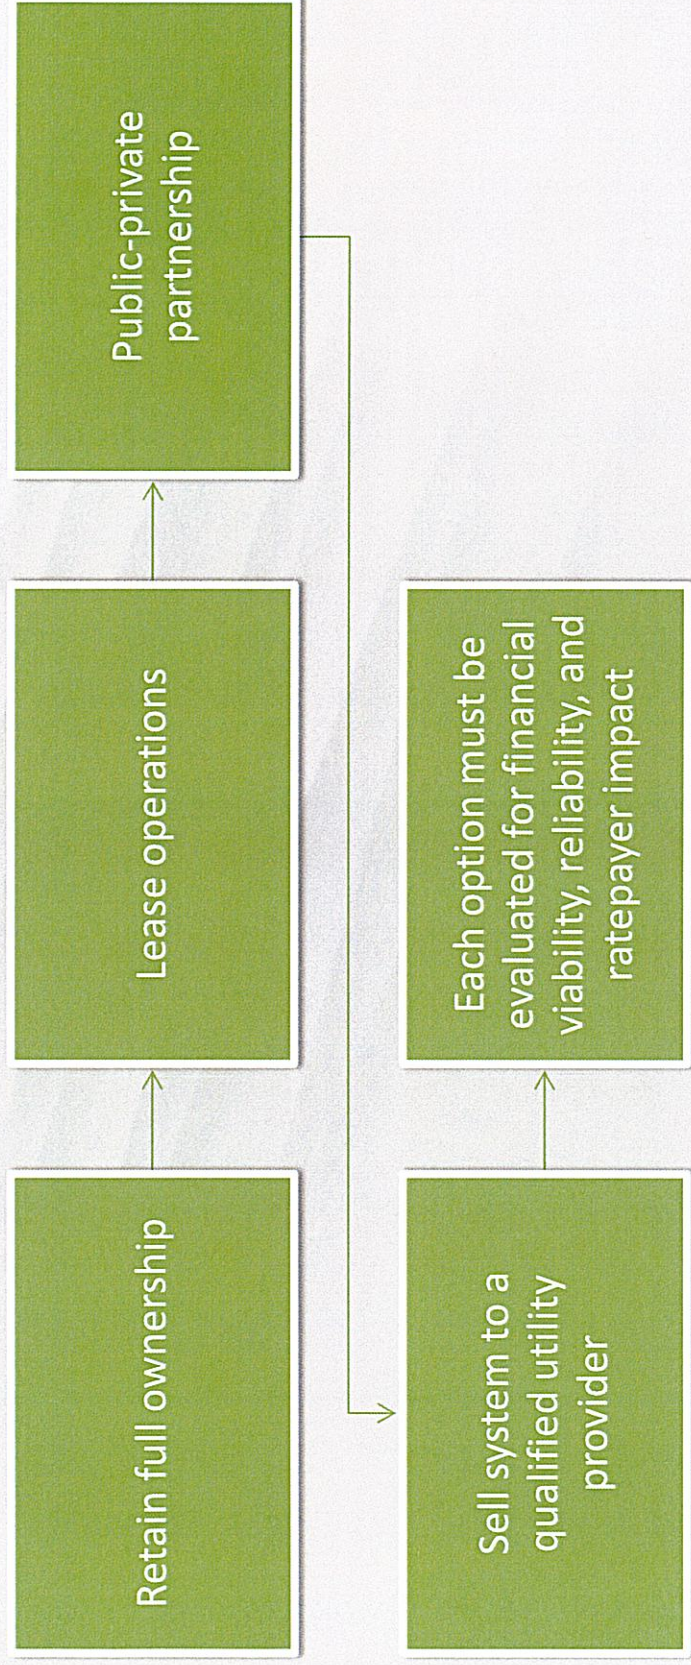 Retain full ownership
Lease operations
Public-private
partnership
Sell system to a
qualified utility
provider
Each option must be
evaluated for financial
viability, reliability, and
ratepayer impact